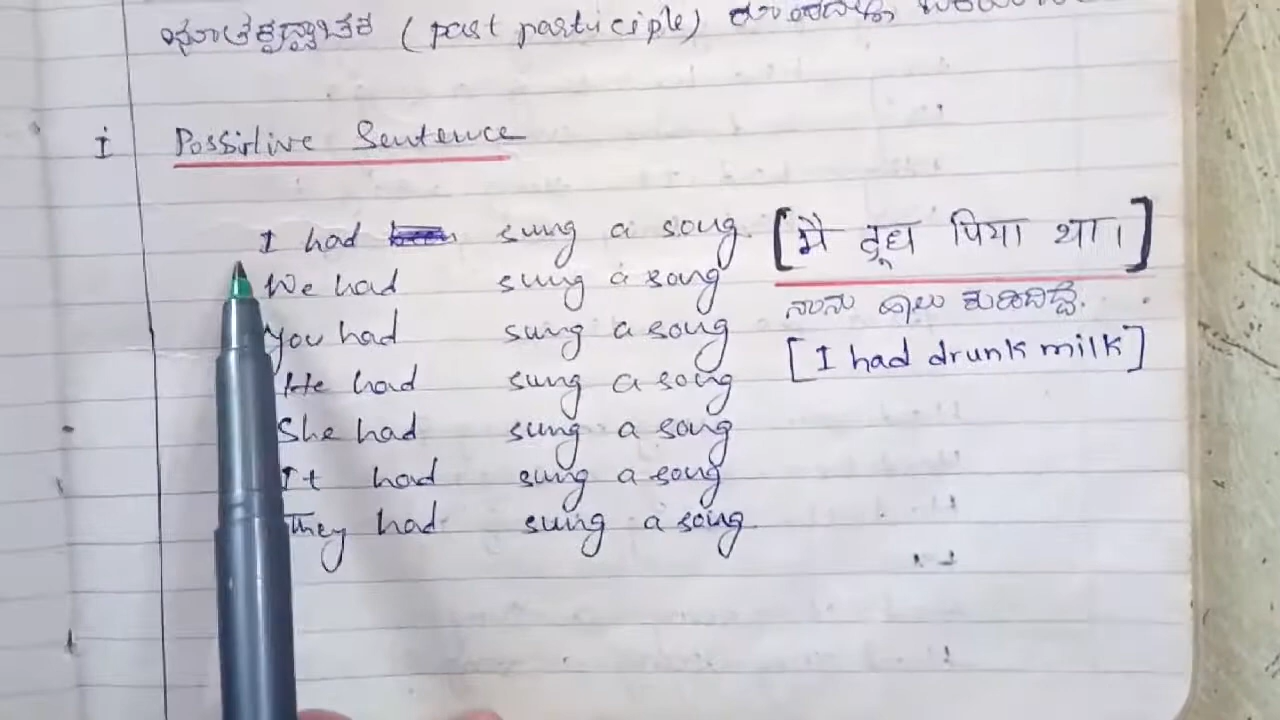 (past participle)
i Possitive Sentence
I had sung a song. [मै दूध पिया था।]
We had sung a song
ನಾನು ಹಾಲು ಕುಡಿದಿದ್ದೆ.
You had sung a song
[I had drunk milk]
He had sung a song
She had sung a song
It had sung a song
They had sung a song.